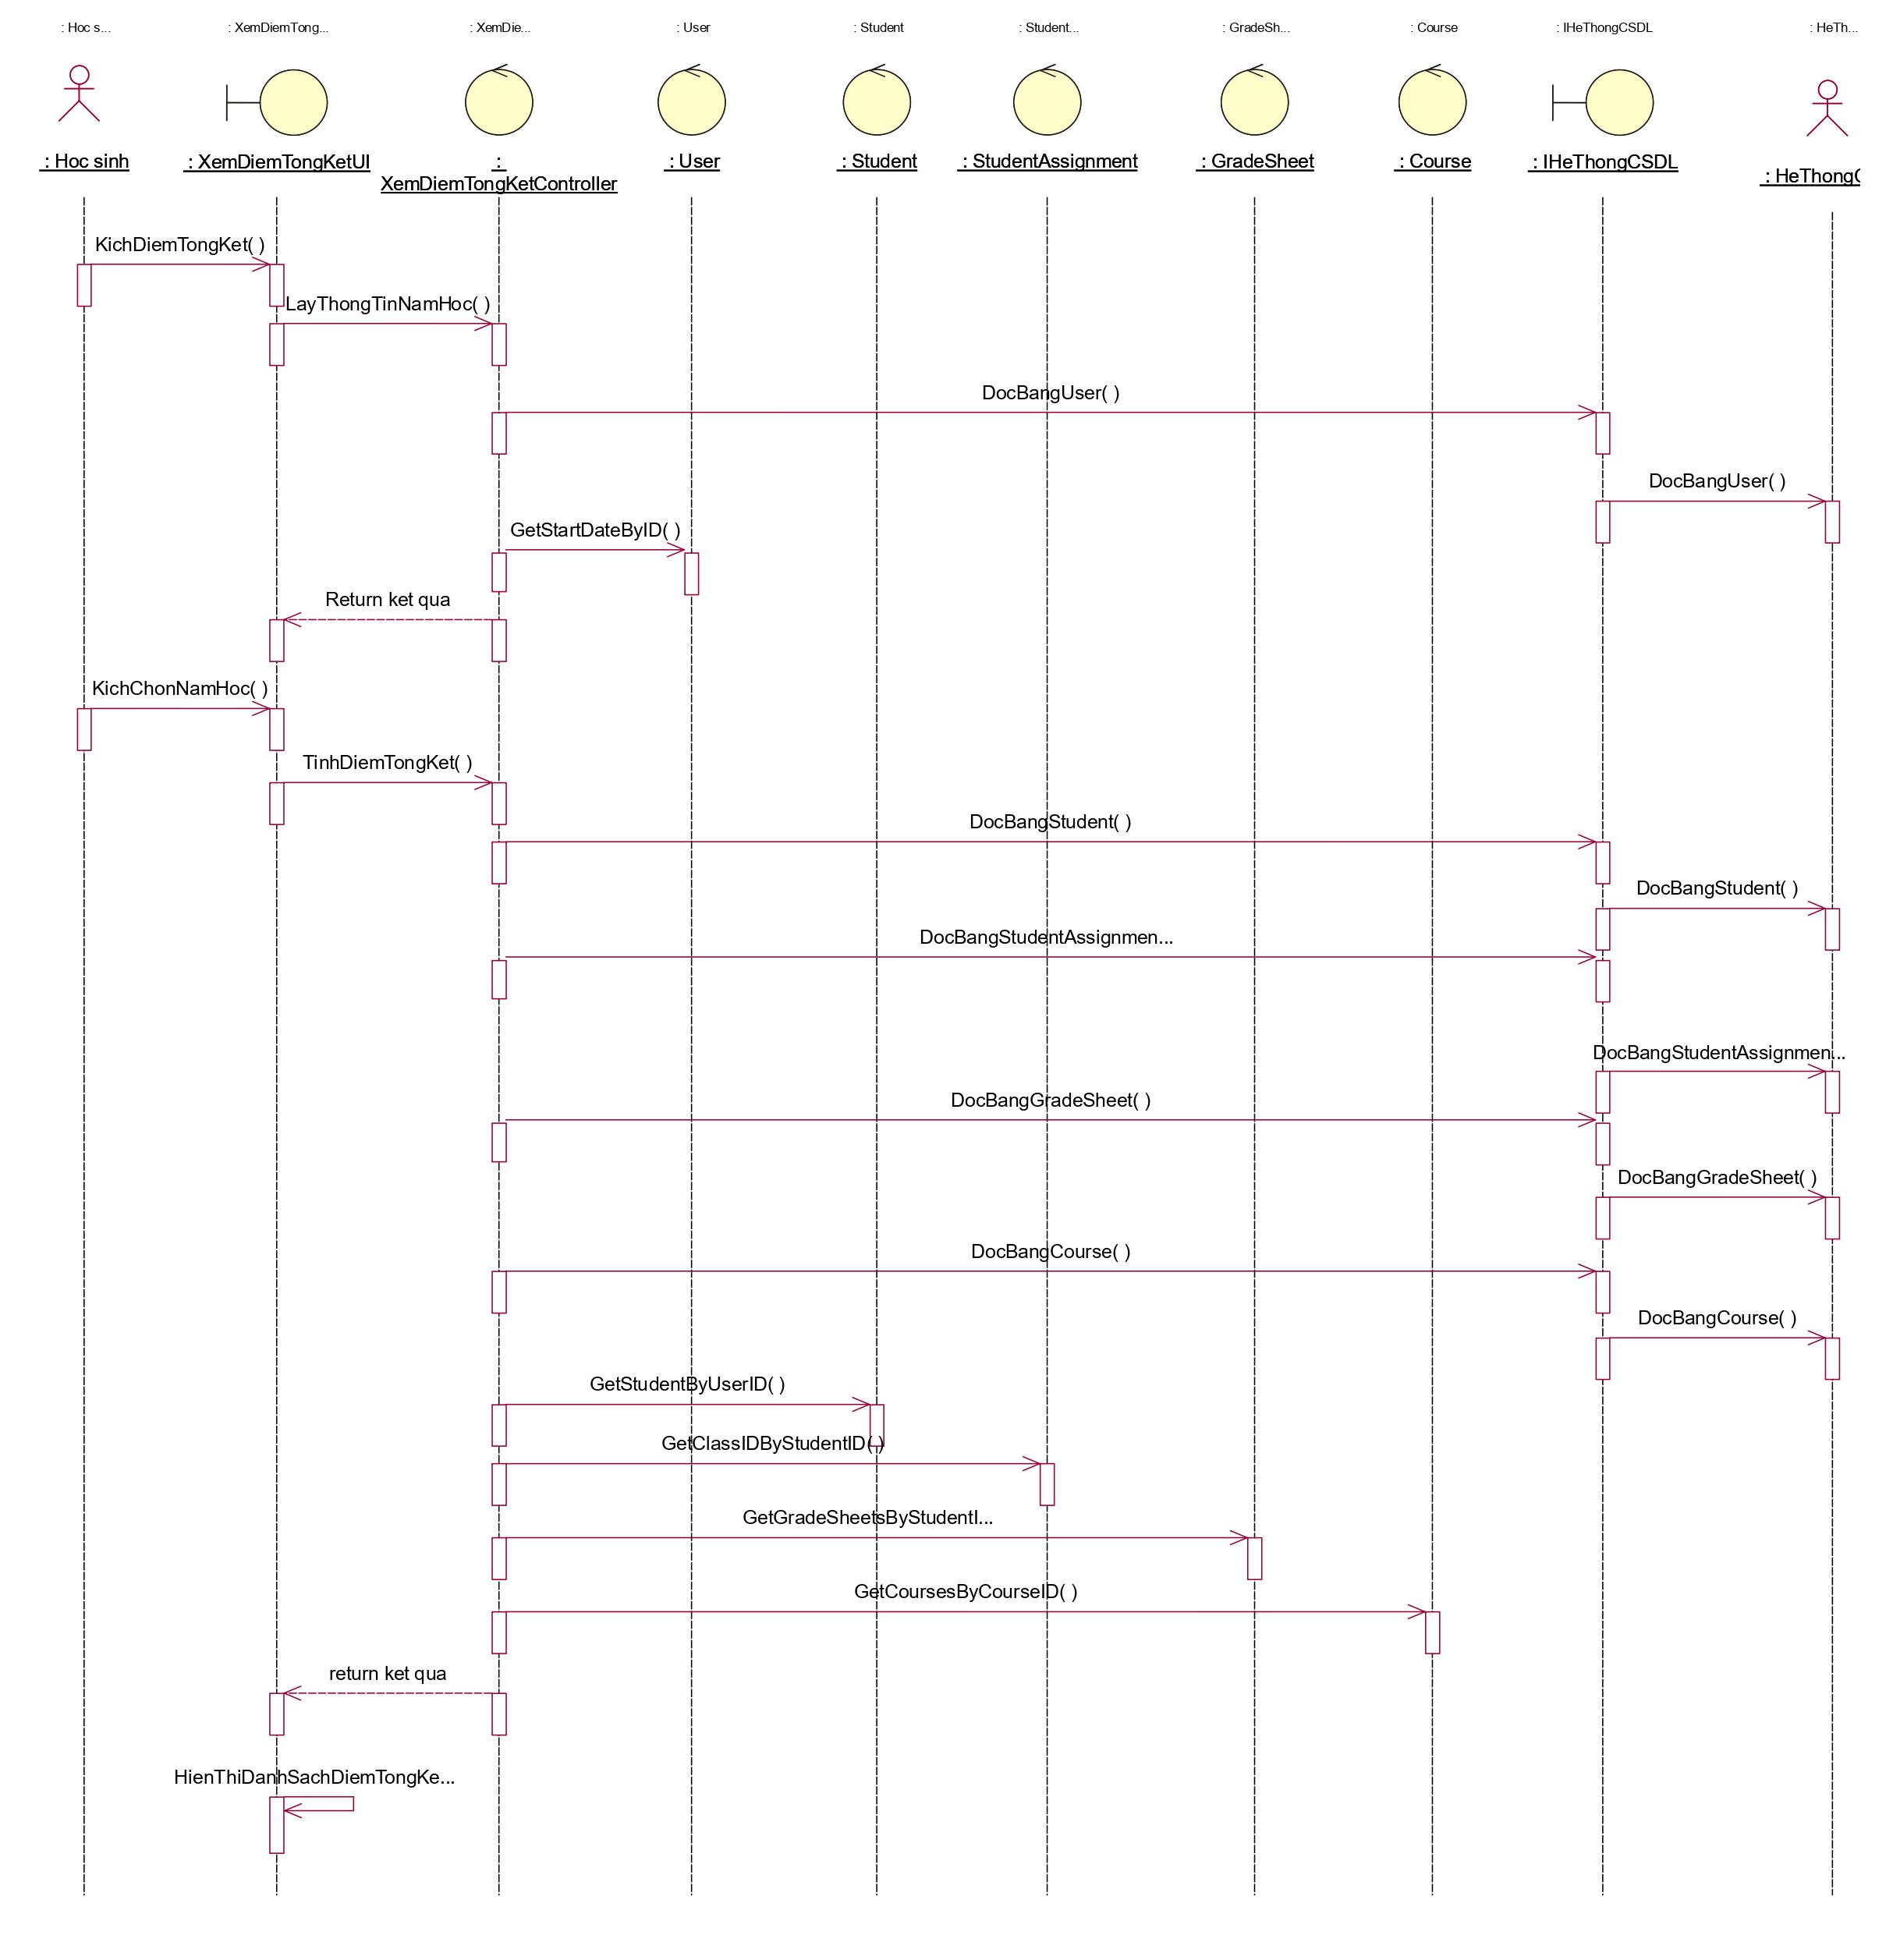 : Hoc s...
: XemDiemTong...
: XemDie...
: User
: Student
: Student...
: GradeSh...
: Course
: IHeThongCSDL
: HeTh...
: Hoc sinh
: XemDiemTongKetUI
:
XemDiemTongKetController
: User
: Student
: StudentAssignment
: GradeSheet
: Course
: IHeThongCSDL
: HeThongC
KichDiemTongKet( )
LayThongTinNamHoc( )
DocBangUser( )
DocBangUser( )
GetStartDateByID( )
Return ket qua
KichChonNamHoc( )
TinhDiemTongKet( )
DocBangStudent( )
DocBangStudent( )
DocBangStudentAssignmen...
DocBangStudentAssignmen...
DocBangGradeSheet( )
DocBangGradeSheet( )
DocBangCourse( )
DocBangCourse( )
GetStudentByUserID( )
GetClassIDByStudentID( )
GetGradeSheetsByStudentI...
GetCoursesByCourseID( )
return ket qua
HienThiDanhSachDiemTongKe...